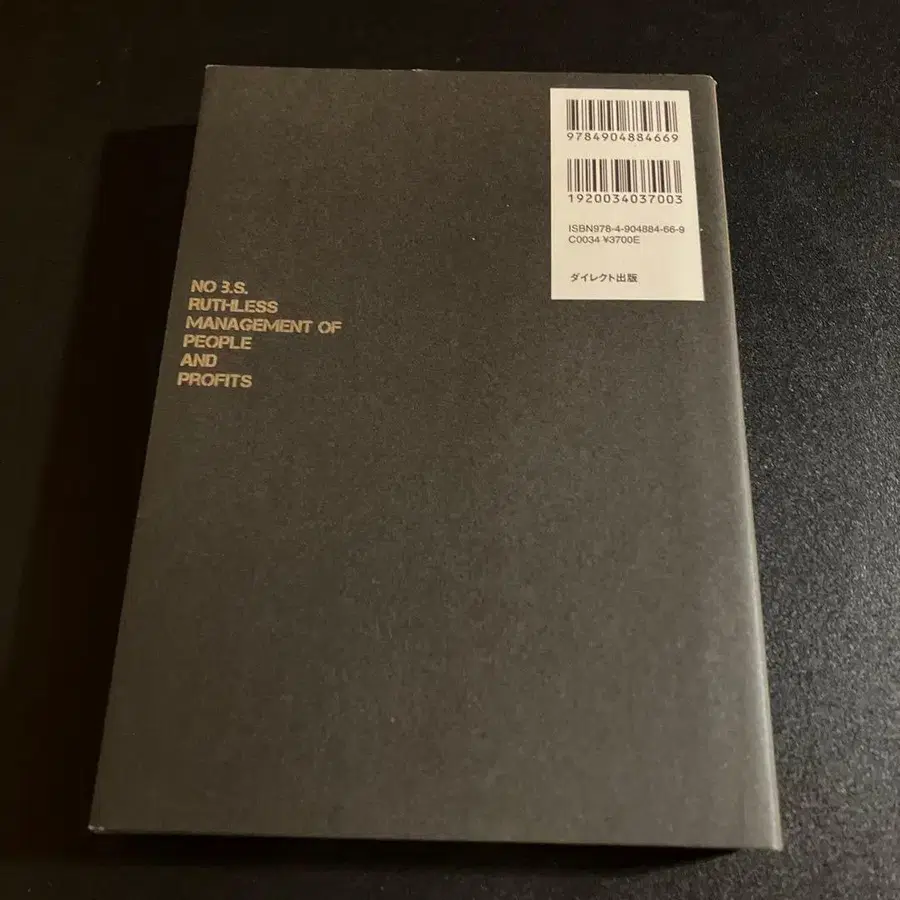 9784904884669
1920034037003
ISBN978-4-904884-66-9
C0034 ¥3700E
ダイレクト出版
NO B.S.
RUTHLESS
MANAGEMENT OF
PEOPLE
AND
PROFITS